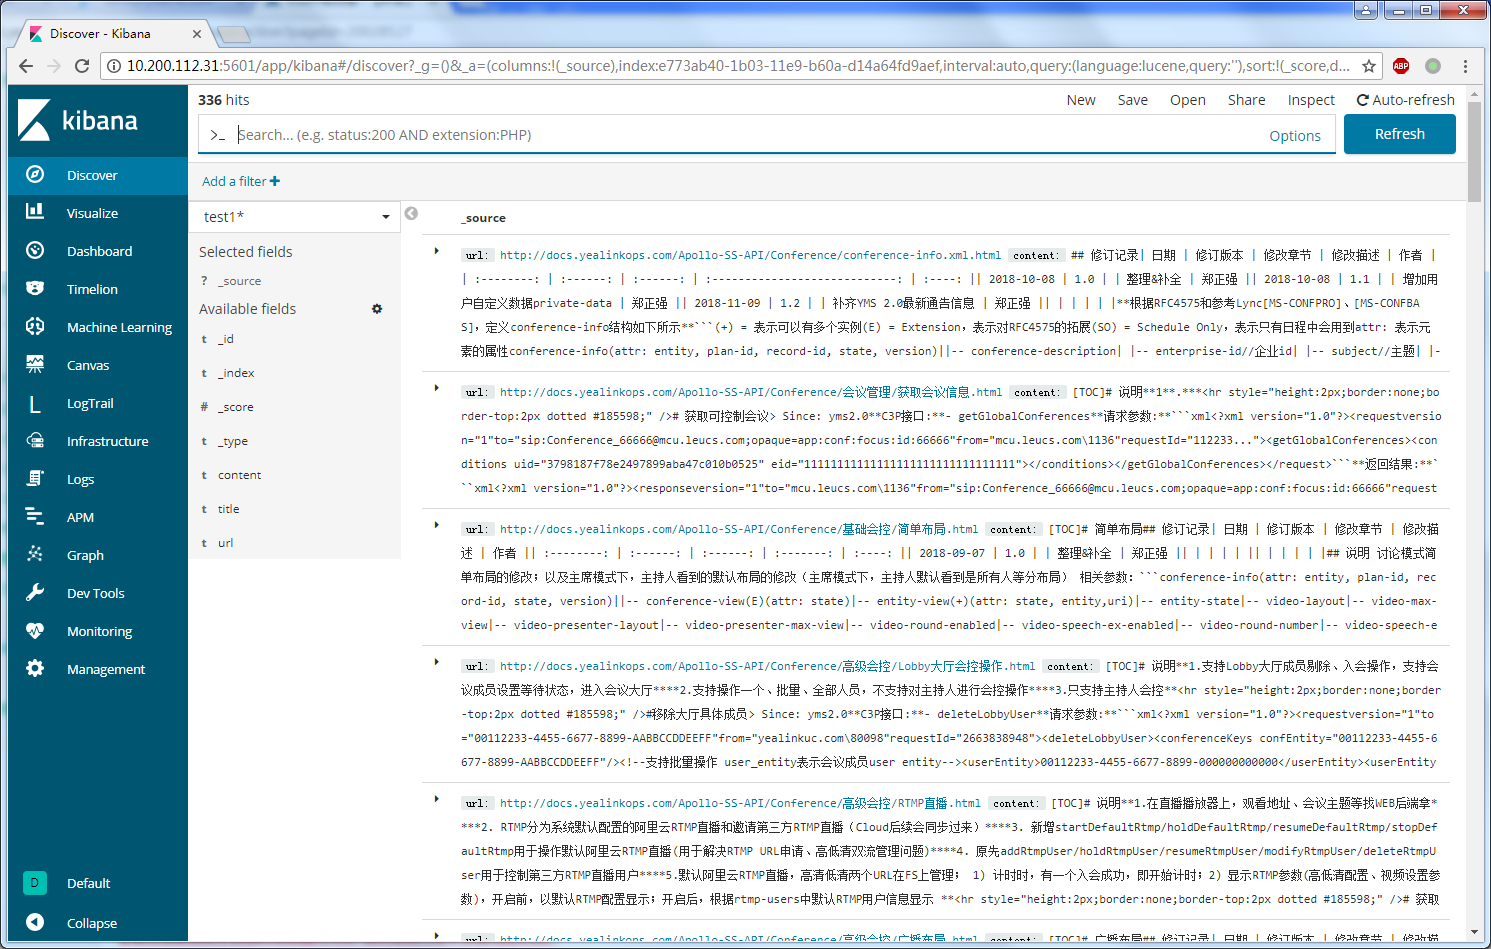 Discover - Kibana
10.200.112.31:5601/app/kibana#/discover?_g=()&_a=(columns:!(_source),index:e773ab40-1b03-11e9-b60a-d14a64fd9aef,interval:auto,query:(language:lucene,query:''),sort:!(_score,d...
ABP
kibana
336 hits
New Save Open Share Inspect Auto-refresh
>_ Search... (e.g. status:200 AND extension:PHP) Options Refresh
Add a filter +
Discover
Visualize
Dashboard
Timelion
Machine Learning
Canvas
LogTrail
Infrastructure
Logs
APM
Graph
Dev Tools
Monitoring
Management
D Default
Collapse
test1*
Selected fields
? _source
Available fields
t _id
t _index
# _score
t _type
t content
t title
t url
_source
url: http://docs.yealinkops.com/Apollo-SS-API/Conference/conference-info.xml.html content: ## 修订记录| 日期 | 修订版本 | 修改章节 | 修改描述 | 作者 |
| :--------: | :------: | :------: | :----------------------------: | :------: || 2018-10-08 | 1.0 | | 整理&补全 | 郑正强 || 2018-10-08 | 1.1 | | 增加用
户自定义数据private-data | 郑正强 || 2018-11-09 | 1.2 | | 补齐YMS 2.0最新通告信息 | 郑正强 || | | | | |**根据RFC4575和参考Lync[MS-CONFPRO]、[MS-CONFBA
S], 定义conference-info结构如下所示**```(+) = 表示可以有多个实例(E) = Extension, 表示对RFC4575的拓展(SO) = Schedule Only, 表示只有日程中会用到attr: 表示元
素的属性conference-info(attr: entity, plan-id, record-id, state, version)||-- conference-description| |-- enterprise-id//企业id| |-- subject//主题| |-
url: http://docs.yealinkops.com/Apollo-SS-API/Conference/会议管理/获取会议信息.html content: [TOC]# 说明**1**.***<hr style="height:2px;border:none;bo
rder-top:2px dotted #185598;" /># 获取可控制会议> Since: yms2.0**C3P接口:**- getGlobalConferences**请求参数:**```xml<?xml version="1.0"?><requestversio
n="1"to="sip:Conference_66666@mcu.leucs.com;opaque=app:conf:focus:id:66666"from="mcu.leucs.com\1136"requestId="112233..."><getGlobalConferences><con
ditions uid="3798187f78e2497899aba47c010b0525" eid="11111111111111111111111111111111"></conditions></getGlobalConferences></request>```**返回结果:**`
``xml<?xml version="1.0"?><responseversion="1"to="mcu.leucs.com\1136"from="sip:Conference_66666@mcu.leucs.com;opaque=app:conf:focus:id:66666"request
url: http://docs.yealinkops.com/Apollo-SS-API/Conference/基础会控/简单布局.html content: [TOC]# 简单布局## 修订记录| 日期 | 修订版本 | 修改章节 | 修改描
述 | 作者 || :--------: | :------: | :-----: | :-------: | :----: || 2018-09-07 | 1.0 | | 整理&补全 | 郑正强 || | | | | || | | | | |## 说明 讨论模式简
单布局的修改; 以及主席模式下, 主持人看到的默认布局的修改 (主席模式下, 主持人默认看到是所有人等分布局) 相关参数: ```conference-info(attr: entity, plan-id, rec
ord-id, state, version)||-- conference-view(E)(attr: state)|-- entity-view(+)(attr: state, entity,uri)|-- entity-state|-- video-layout|-- video-max-
view|-- video-presenter-layout|-- video-presenter-max-view|-- video-round-enabled|-- video-speech-ex-enabled|-- video-round-number|-- video-speech-e
url: http://docs.yealinkops.com/Apollo-SS-API/Conference/高级会控/Lobby大厅会控操作.html content: [TOC]# 说明**1.支持Lobby大厅成员剔除、入会操作, 支持会
议成员设置等待状态, 进入会议大厅****2.支持操作一个、批量、全部人员, 不支持对主持人进行会控操作****3.只支持主持人会控**<hr style="height:2px;border:none;border
-top:2px dotted #185598;" />#移除大厅具体成员> Since: yms2.0**C3P接口:**- deleteLobbyUser**请求参数:**```xml<?xml version="1.0"?><requestversion="1"to
="00112233-4455-6677-8899-AABBCCDDEEFF"from="yealinkuc.com\80098"requestId="2663838948"><deleteLobbyUser><conferenceKeys confEntity="00112233-4455-6
677-8899-AABBCCDDEEFF"/><!--支持批量操作 user_entity表示会议成员user entity--><userEntity>00112233-4455-6677-8899-000000000000</userEntity><userEntity
url: http://docs.yealinkops.com/Apollo-SS-API/Conference/高级会控/RTMP直播.html content: [TOC]# 说明**1.在直播播放器上, 观看地址、会议主题等找WEB后端拿*
***2. RTMP分为系统默认配置的阿里云RTMP直播和邀请第三方RTMP直播 (Cloud后续会同步过来) ****3. 新增startDefaultRtmp/holdDefaultRtmp/resumeDefaultRtmp/stopDef
aultRtmp用于操作默认阿里云RTMP直播(用于解决RTMP URL申请、高低清双流管理问题)****4. 原先addRtmpUser/holdRtmpUser/resumeRtmpUser/modifyRtmpUser/deleteRtmpU
ser用于控制第三方RTMP直播用户****5.默认阿里云RTMP直播, 高清低清两个URL在FS上管理: 1) 计时时, 有一个入会成功, 即开始计时; 2) 显示RTMP参数(高低清配置、视频设置参
数), 开启前, 以默认RTMP配置显示; 开启后, 根据rtmp-users中默认RTMP用户信息显示 **<hr style="height:2px;border:none;border-top:2px dotted #185598;" /># 获取
url: http://docs.yealinkops.com/Apollo-SS-API/Conference/高级会控/广播布局.html content: [TOC]# 广播布局## 修订记录| 日期 | 修订版本 | 修改章节 | 修改描